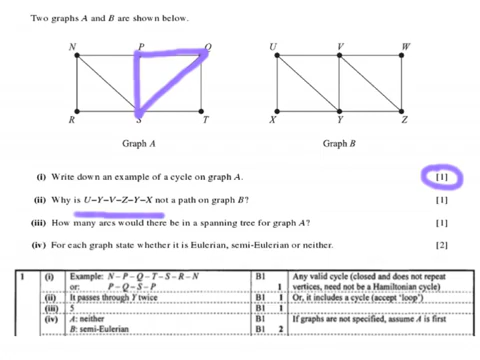 Two graphs A and B are shown below.
N P Q U V W
R S T X Y Z
Graph A Graph B
(i) Write down an example of a cycle on graph A. [1]
(ii) Why is U–Y–V–Z–Y–X not a path on graph B? [1]
(iii) How many arcs would there be in a spanning tree for graph A? [1]
(iv) For each graph state whether it is Eulerian, semi-Eulerian or neither. [2]
1 (i) Example: N – P – Q – T – S – R – N B1 Any valid cycle (closed and does not repeat
or: P – Q – S – P 1 vertices, need not be a Hamiltonian cycle)
(ii) It passes through Y twice B1 1 Or, it includes a cycle (accept 'loop')
(iii) 5 B1 1
(iv) A: neither B1 If graphs are not specified, assume A is first
B: semi-Eulerian B1 2